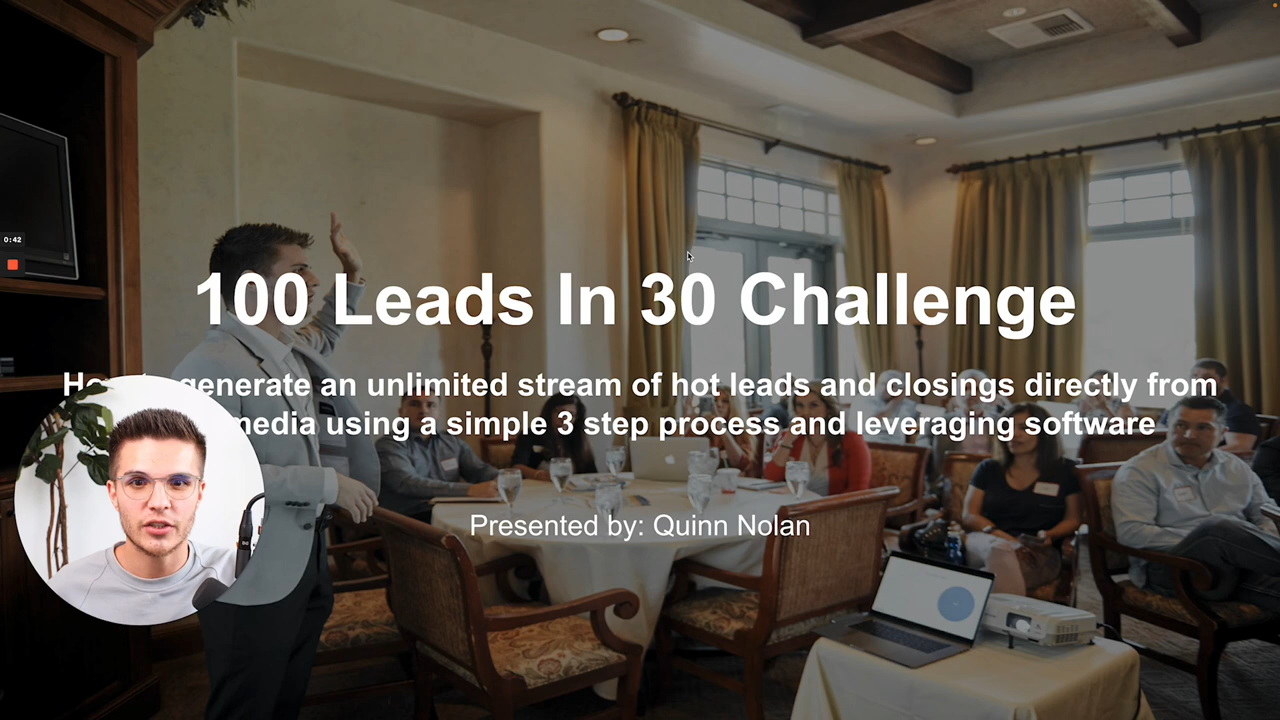 0:42
100 Leads In 30 Challenge
generate an unlimited stream of hot leads and closings directly from
media using a simple 3 step process and leveraging software
Presented by: Quinn Nolan